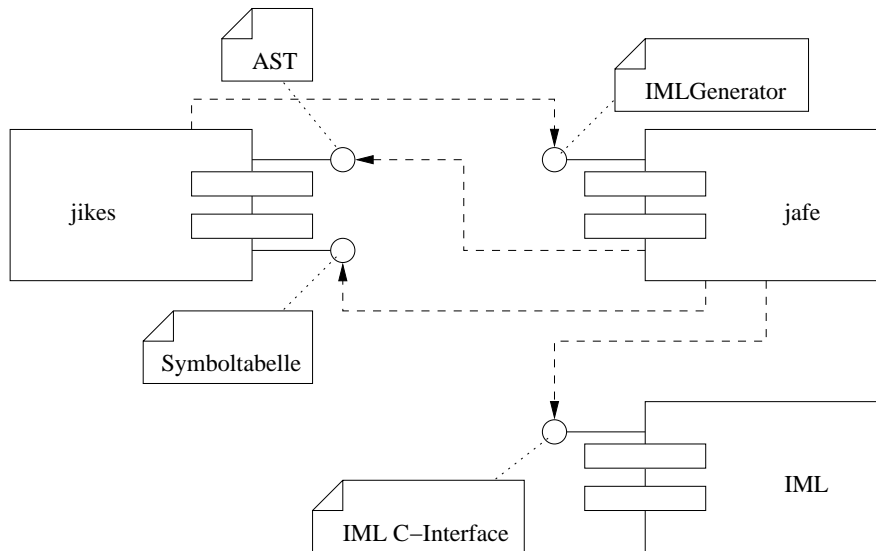 AST
IMLGenerator
jikes
jafe
Symboltabelle
IML
IML C–Interface